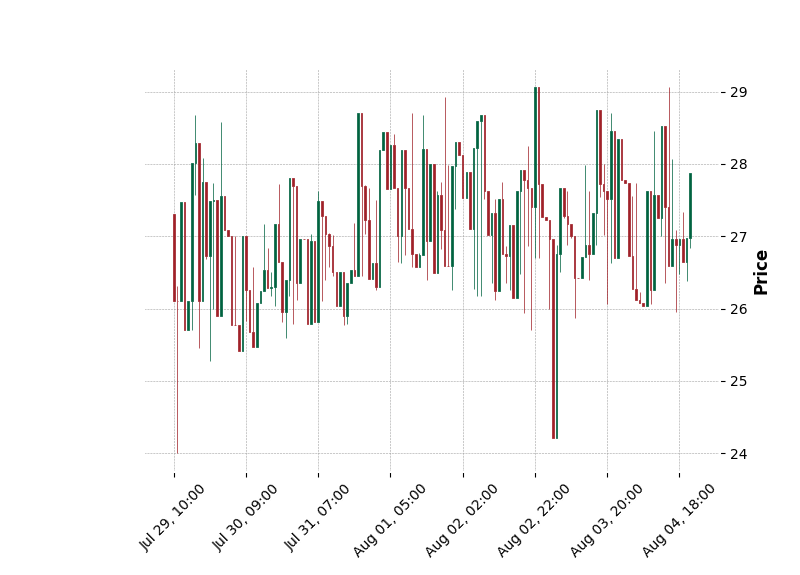 29
28
27
26
25
24
Price
Jul 29, 10:00
Jul 30, 09:00
Jul 31, 07:00
Aug 01, 05:00
Aug 02, 02:00
Aug 02, 22:00
Aug 03, 20:00
Aug 04, 18:00